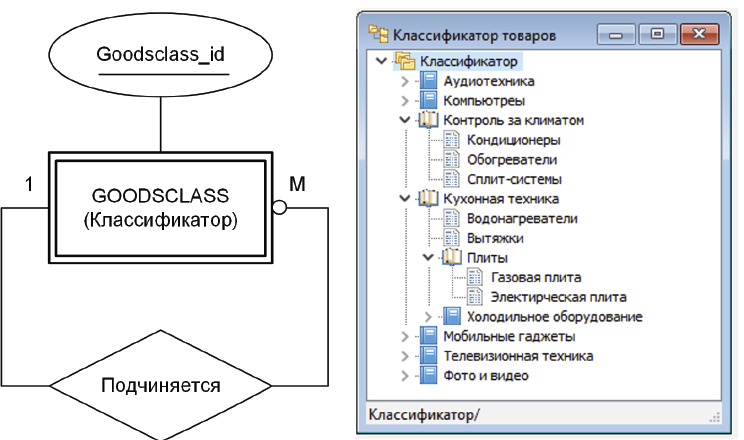 Goodsclass_id
1
M
GOODSCLASS
(Классификатор)
Подчиняется
Классификатор товаров
Классификатор
Аудиотехника
Компьютреы
Контроль за климатом
Кондиционеры
Обогреватели
Сплит-системы
Кухонная техника
Водонагреватели
Вытяжки
Плиты
Газовая плита
Электирческая плита
Холодильное оборудование
Мобильные гаджеты
Телевизионная техника
Фото и видео
Классификатор/